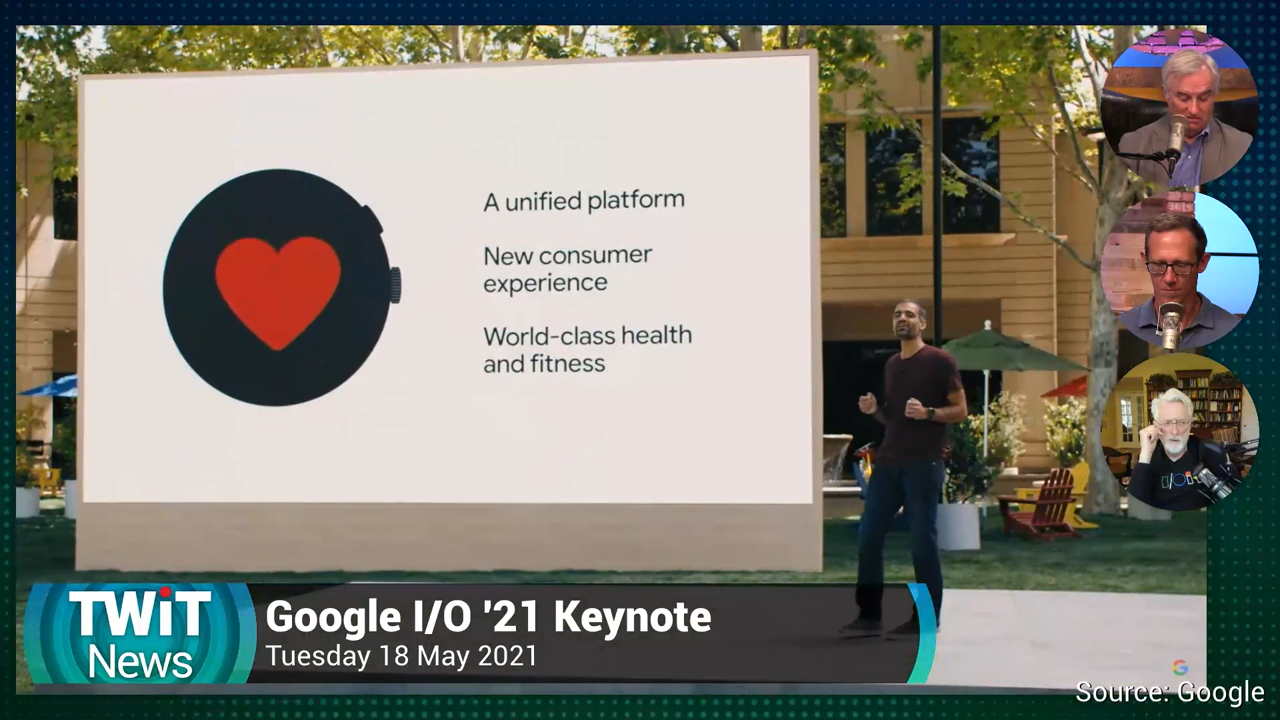 A unified platform
New consumer
experience
World-class health
and fitness
I/O
TWiT
News
Google I/O '21 Keynote
Tuesday 18 May 2021
G
Source: Google